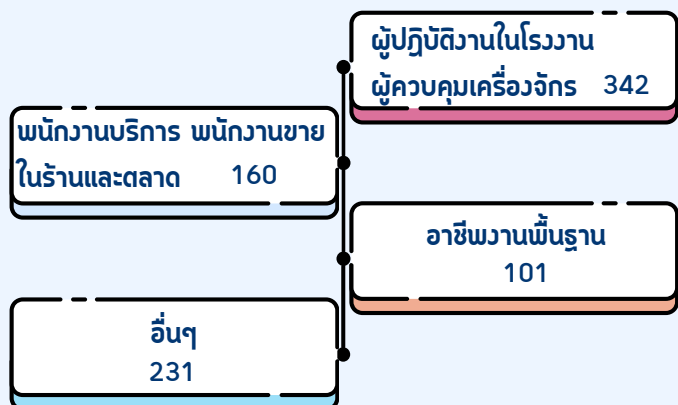 ผู้ปฏิบัติงานในโรงงาน
ผู้ควบคุมเครื่องจักร 342
พนักงานบริการ พนักงานขาย
ในร้านและตลาด 160
อาชีพงานพื้นฐาน
101
อื่นๆ
231